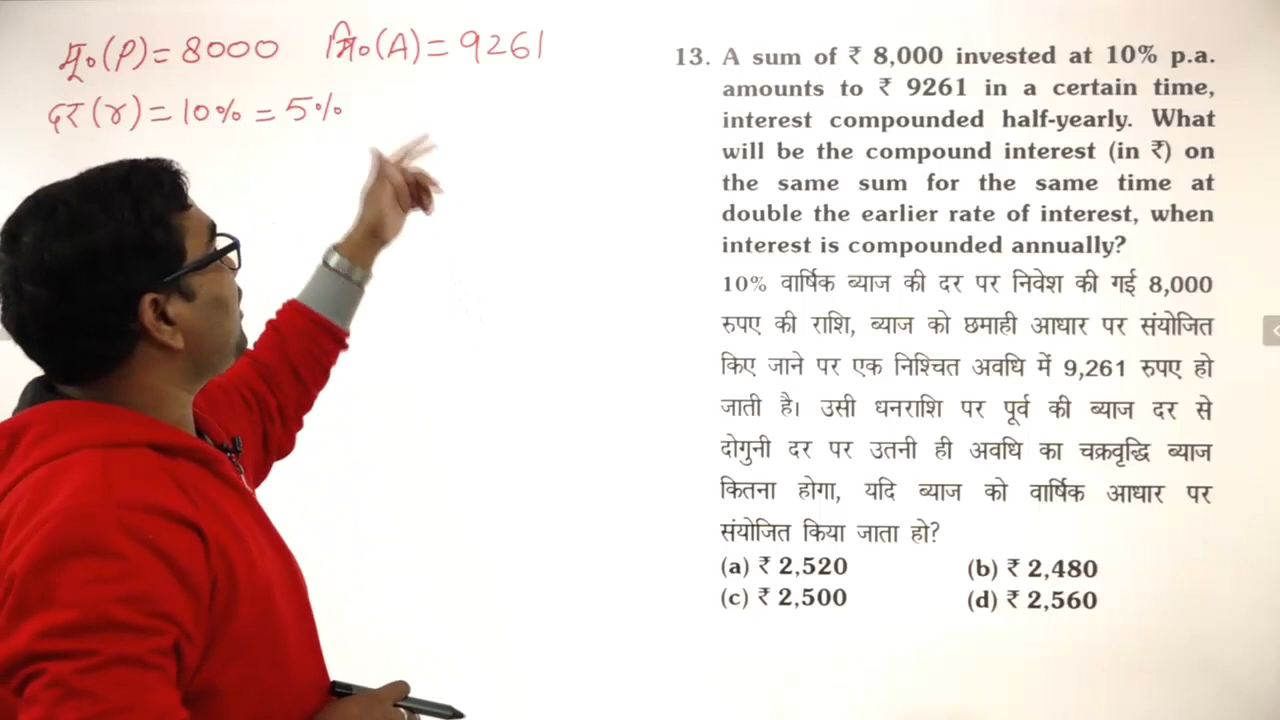 मू०(P) = 8000 मि०(A) = 9261
दर(r) = 10% = 5%
13. A sum of ₹ 8,000 invested at 10% p.a.
amounts to ₹ 9261 in a certain time,
interest compounded half-yearly. What
will be the compound interest (in ₹) on
the same sum for the same time at
double the earlier rate of interest, when
interest is compounded annually?
10% वार्षिक ब्याज की दर पर निवेश की गई 8,000
रुपए की राशि, ब्याज को छमाही आधार पर संयोजित
किए जाने पर एक निश्चित अवधि में 9,261 रुपए हो
जाती है। उसी धनराशि पर पूर्व की ब्याज दर से
दोगुनी दर पर उतनी ही अवधि का चक्रवृद्धि ब्याज
कितना होगा, यदि ब्याज को वार्षिक आधार पर
संयोजित किया जाता हो?
(a) ₹ 2,520 (b) ₹ 2,480
(c) ₹ 2,500 (d) ₹ 2,560